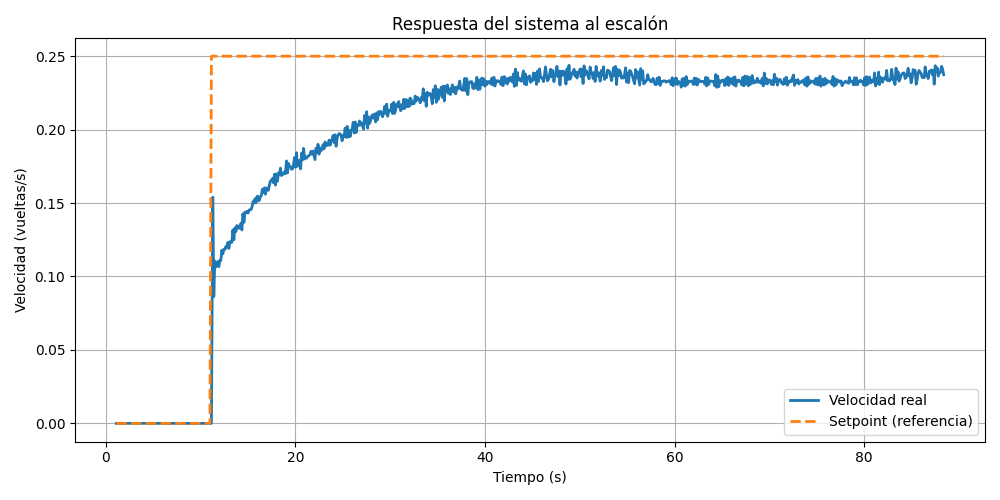 Respuesta del sistema al escalón
Velocidad (vueltas/s)
0.25
0.20
0.15
0.10
0.05
0.00
0
20
40
60
80
Tiempo (s)
Velocidad real
Setpoint (referencia)